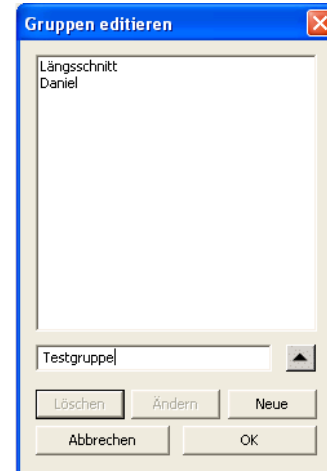 Gruppen editieren
Längsschnitt
Daniel
Testgruppe
Löschen Ändern Neue
Abbrechen OK